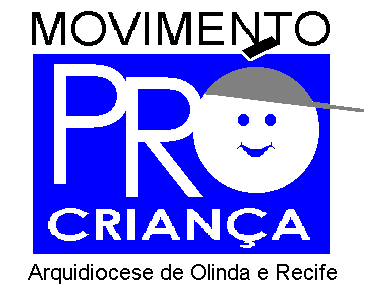 MOVIMENTO
PRÓ
CRIANÇA
Arquidiocese de Olinda e Recife